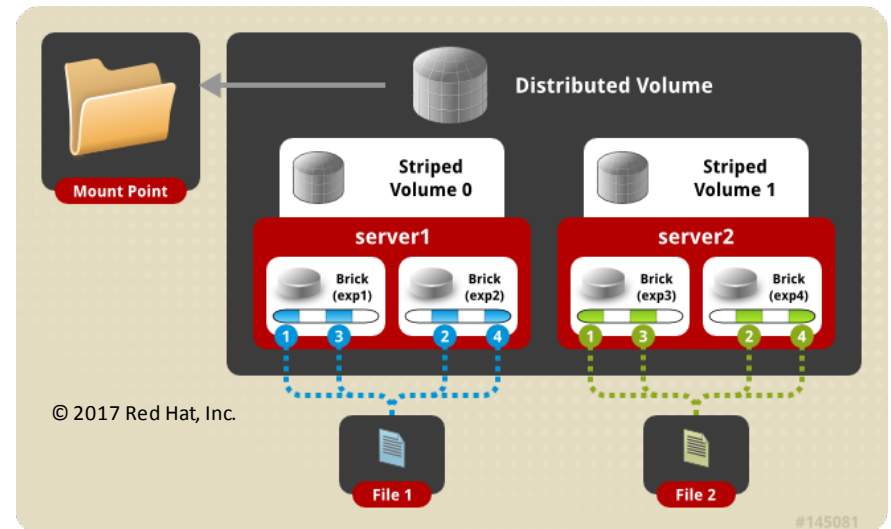 Distributed Volume
Mount Point
Striped
Volume 0
Striped
Volume 1
server1
server2
Brick
(exp1)
Brick
(exp2)
Brick
(exp3)
Brick
(exp4)
1
3
2
4
1
3
2
4
© 2017 Red Hat, Inc.
File 1
File 2
#145081